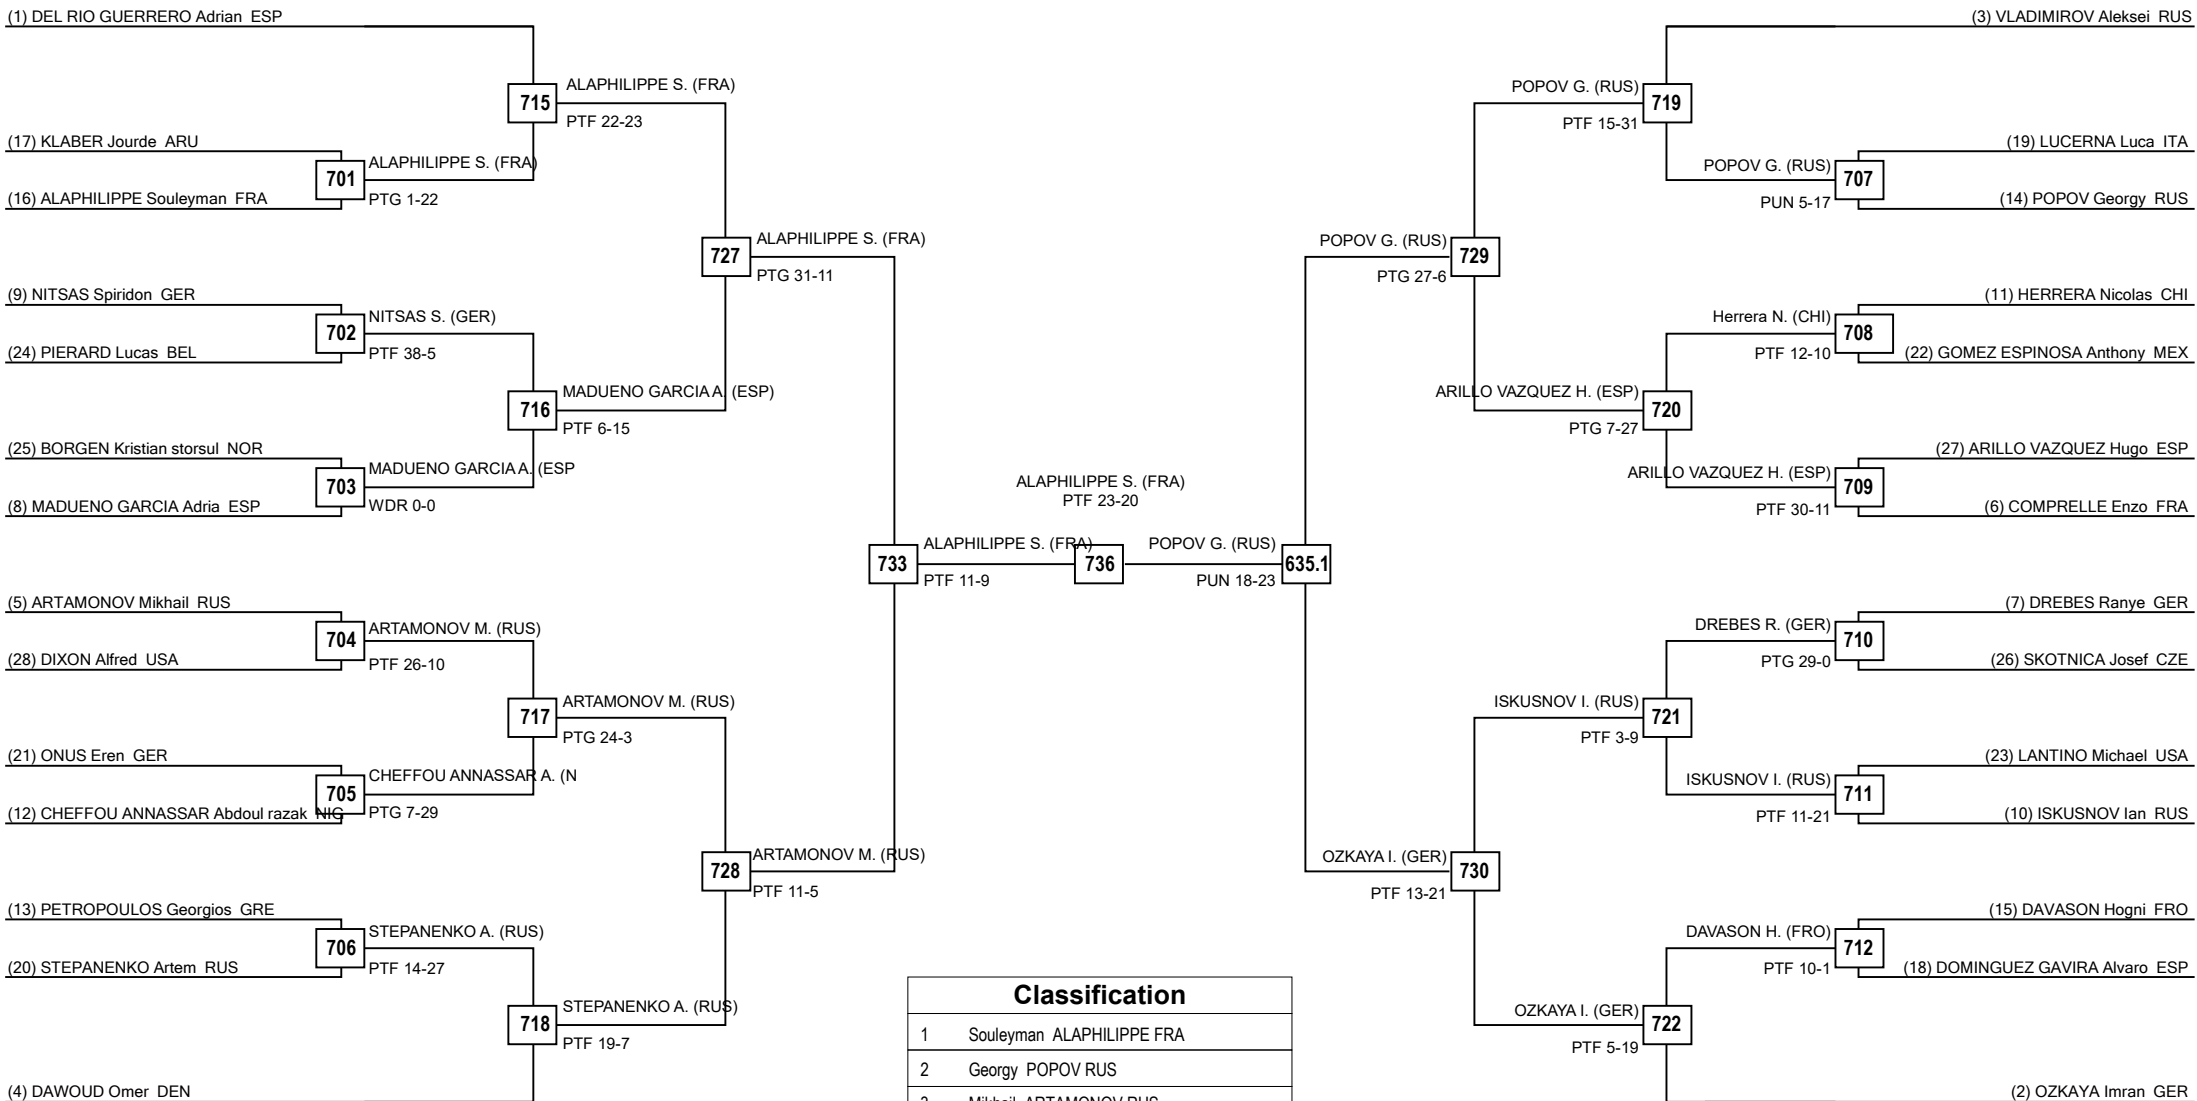 (1) DEL RIO GUERRERO Adrian ESP
(3) VLADIMIROV Aleksei RUS
715
ALAPHILIPPE S. (FRA)
PTF 22-23
POPOV G. (RUS)
719
PTF 15-31
(17) KLABER Jourde ARU
701
ALAPHILIPPE S. (FRA)
PTG 1-22
(16) ALAPHILIPPE Souleyman FRA
(19) LUCERNA Luca ITA
POPOV G. (RUS)
707
PUN 5-17
(14) POPOV Georgy RUS
727
ALAPHILIPPE S. (FRA)
PTG 31-11
POPOV G. (RUS)
729
PTG 27-6
(9) NITSAS Spiridon GER
702
NITSAS S. (GER)
PTF 38-5
(24) PIERARD Lucas BEL
(11) HERRERA Nicolas CHI
Herrera N. (CHI)
708
PTF 12-10
(22) GOMEZ ESPINOSA Anthony MEX
716
MADUENO GARCIA A. (ESP)
PTF 6-15
ARILLO VAZQUEZ H. (ESP)
720
PTG 7-27
(25) BORGEN Kristian storsul NOR
703
MADUENO GARCIA A. (ESP
WDR 0-0
(8) MADUENO GARCIA Adria ESP
(27) ARILLO VAZQUEZ Hugo ESP
ARILLO VAZQUEZ H. (ESP)
709
PTF 30-11
(6) COMPRELLE Enzo FRA
ALAPHILIPPE S. (FRA)
PTF 23-20
733
ALAPHILIPPE S. (FRA)
PTF 11-9
736
POPOV G. (RUS)
PUN 18-23
635.1
(5) ARTAMONOV Mikhail RUS
704
ARTAMONOV M. (RUS)
PTF 26-10
(28) DIXON Alfred USA
(7) DREBES Ranye GER
DREBES R. (GER)
710
PTG 29-0
(26) SKOTNICA Josef CZE
717
ARTAMONOV M. (RUS)
PTG 24-3
ISKUSNOV I. (RUS)
721
PTF 3-9
(21) ONUS Eren GER
705
CHEFFOU ANNASSAR A. (N
PTG 7-29
(12) CHEFFOU ANNASSAR Abdoul razak NIG
(23) LANTINO Michael USA
ISKUSNOV I. (RUS)
711
PTF 11-21
(10) ISKUSNOV Ian RUS
728
ARTAMONOV M. (RUS)
PTF 11-5
OZKAYA I. (GER)
730
PTF 13-21
(13) PETROPOULOS Georgios GRE
706
STEPANENKO A. (RUS)
PTF 14-27
(20) STEPANENKO Artem RUS
(15) DAVASON Hogni FRO
DAVASON H. (FRO)
712
PTF 10-1
(18) DOMINGUEZ GAVIRA Alvaro ESP
718
STEPANENKO A. (RUS)
PTF 19-7
OZKAYA I. (GER)
722
PTF 5-19
(4) DAWOUD Omer DEN
(2) OZKAYA Imran GER
Classification
1 Souleyman ALAPHILIPPE FRA
2 Georgy POPOV RUS
3 Mikhail ARTAMONOV RUS